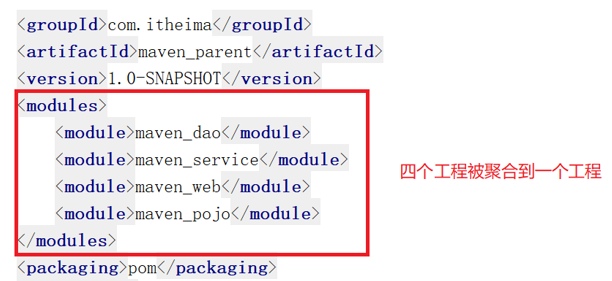 <groupId>com.itheima</groupId>
<artifactId>maven_parent</artifactId>
<version>1.0-SNAPSHOT</version>
<modules>
<module>maven_dao</module>
<module>maven_service</module>
四个工程被聚合到一个工程
<module>maven_web</module>
<module>maven_pojo</module>
</modules>
<packaging>pom</packaging>